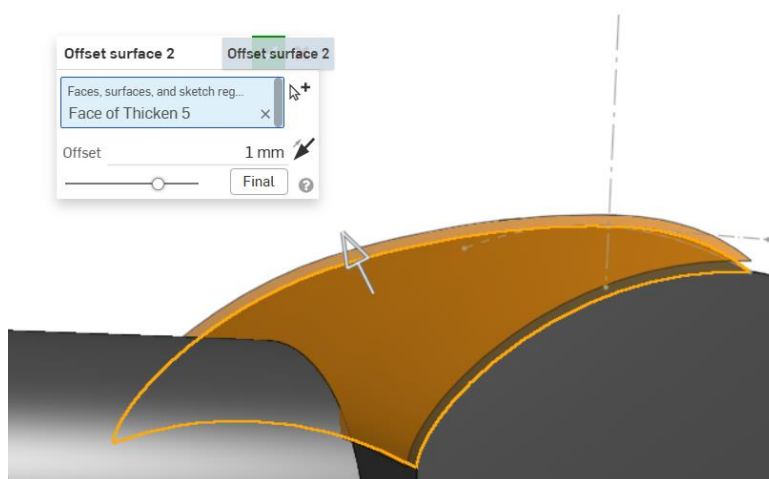 Offset surface 2
Offset surface 2
Faces, surfaces, and sketch reg...
Face of Thicken 5
Offset 1 mm
Final